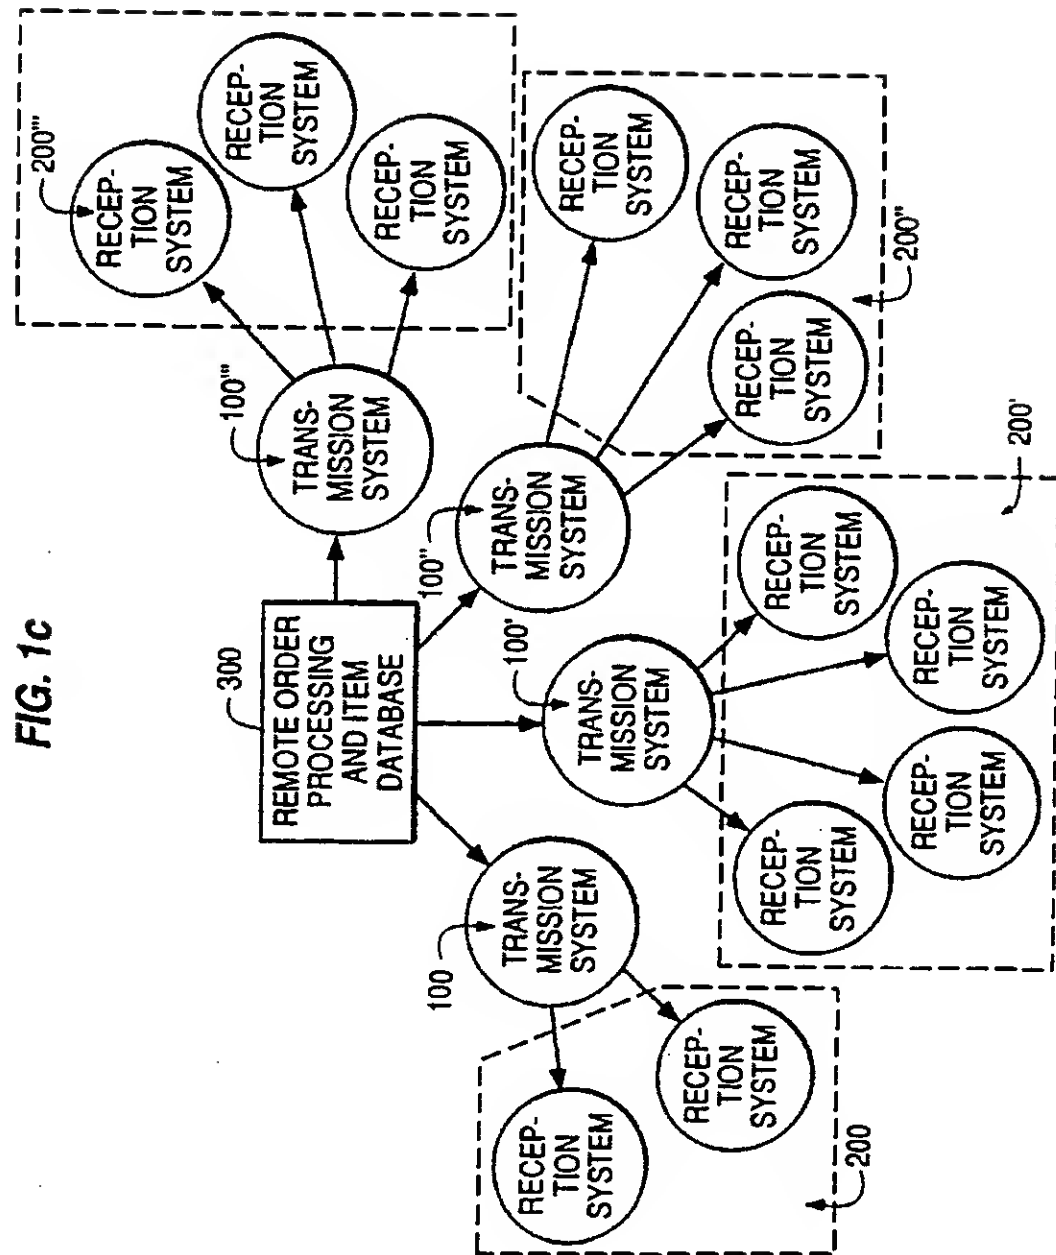 FIG. 1c
300
REMOTE ORDER
PROCESSING
AND ITEM
DATABASE
100
TRANS-
MISSION
SYSTEM
RECEP-
TION
SYSTEM
RECEP-
TION
SYSTEM
200
100'
TRANS-
MISSION
SYSTEM
RECEP-
TION
SYSTEM
RECEP-
TION
SYSTEM
RECEP-
TION
SYSTEM
RECEP-
TION
SYSTEM
200'
100"
TRANS-
MISSION
SYSTEM
RECEP-
TION
SYSTEM
RECEP-
TION
SYSTEM
RECEP-
TION
SYSTEM
200"
100'''
TRANS-
MISSION
SYSTEM
200'''
RECEP-
TION
SYSTEM
RECEP-
TION
SYSTEM
RECEP-
TION
SYSTEM